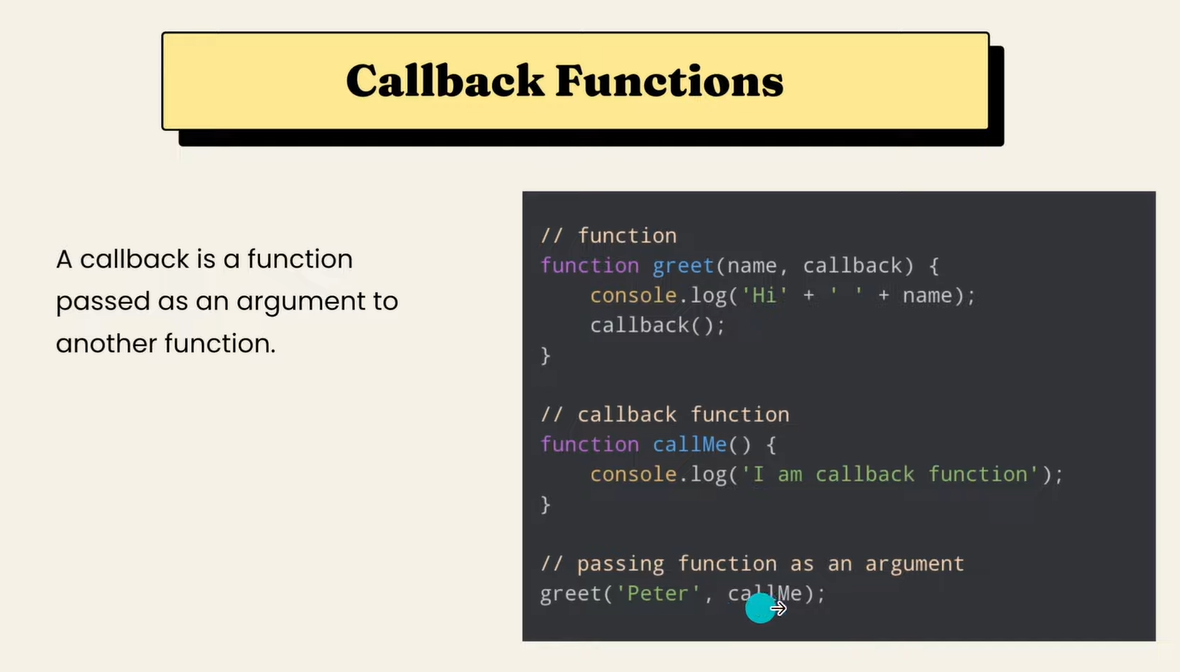 Callback Functions
A callback is a function
passed as an argument to
another function.
// function
function greet(name, callback) {
    console.log('Hi' + ' ' + name);
    callback();
}
// callback function
function callMe() {
    console.log('I am callback function');
}
// passing function as an argument
greet('Peter', callMe);